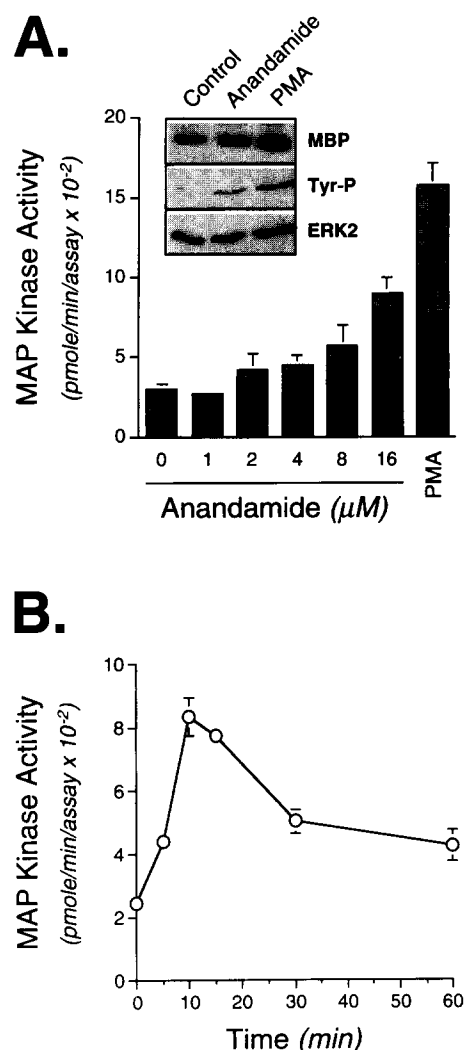 A.
Control
Anandamide
PMA
MBP
Tyr-P
ERK2
MAP Kinase Activity
(pmole/min/assay x 10-2)
20
15
10
5
0
0 1 2 4 8 16 PMA
Anandamide (μM)
B.
MAP Kinase Activity
(pmole/min/assay x 10-2)
10
8
6
4
2
0
0 10 20 30 40 50 60
Time (min)